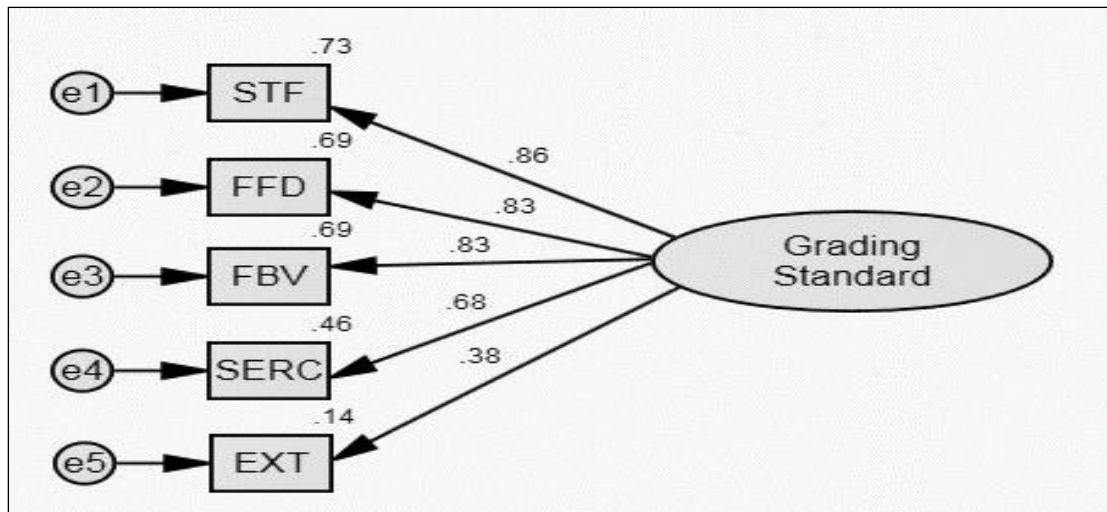 .73
e1
STF
.86
.69
e2
FFD
.83
.69
e3
FBV
.83
.46
e4
SERC
.68
.14
e5
EXT
.38
Grading
Standard